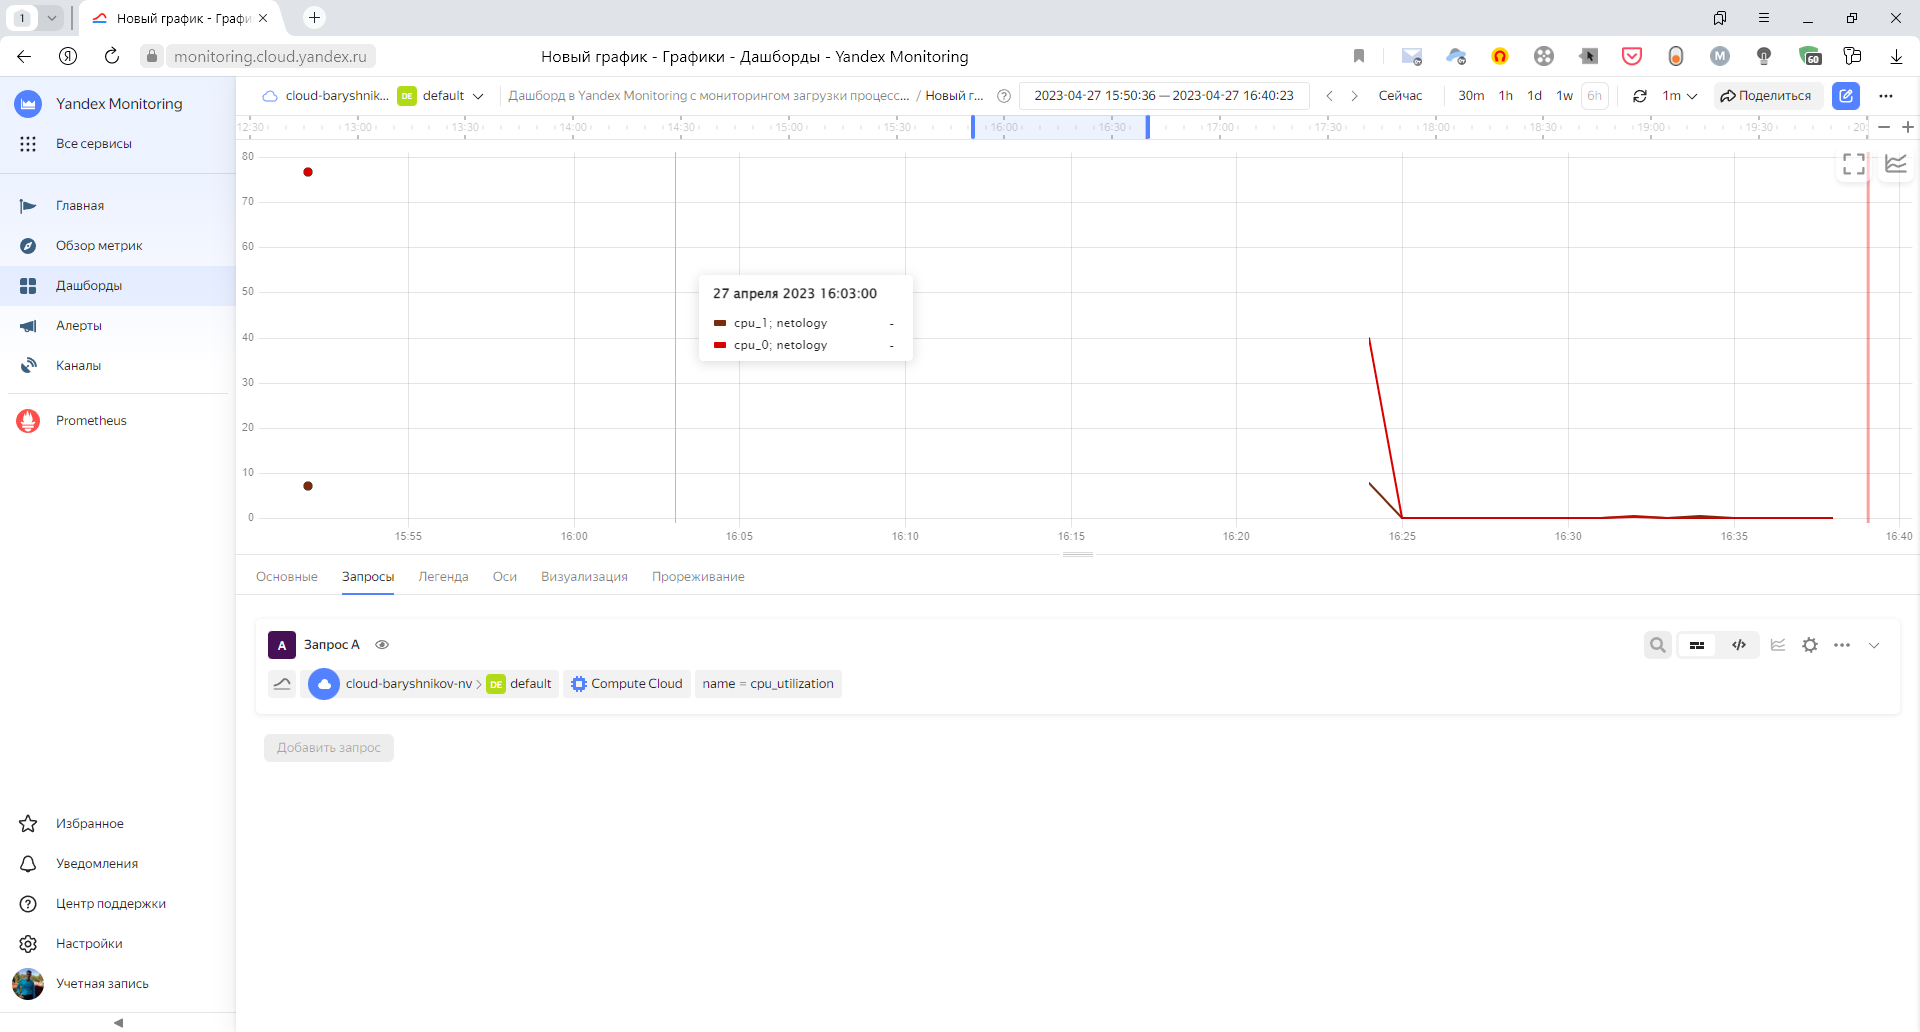 1
Новый график - Графи
monitoring.cloud.yandex.ru
Новый график - Графики - Дашборды - Yandex Monitoring
60
Yandex Monitoring
Все сервисы
Главная
Обзор метрик
Дашборды
Алерты
Каналы
Prometheus
Избранное
Уведомления
Центр поддержки
Настройки
Учетная запись
cloud-baryshnik... DE default Дашборд в Yandex Monitoring с мониторингом загрузки процесс... / Новый г... 2023-04-27 15:50:36 — 2023-04-27 16:40:23 Сейчас 30m 1h 1d 1w 6h 1m Поделиться
12:30 13:00 13:30 14:00 14:30 15:00 15:30 16:00 16:30 17:00 17:30 18:00 18:30 19:00 19:30 20:
80
70
60
50
40
30
20
10
0
27 апреля 2023 16:03:00
cpu_1; netology -
cpu_0; netology -
15:55 16:00 16:05 16:10 16:15 16:20 16:25 16:30 16:35 16:40
Основные Запросы Легенда Оси Визуализация Прореживание
A Запрос A
cloud-baryshnikov-nv > DE default Compute Cloud name = cpu_utilization
Добавить запрос